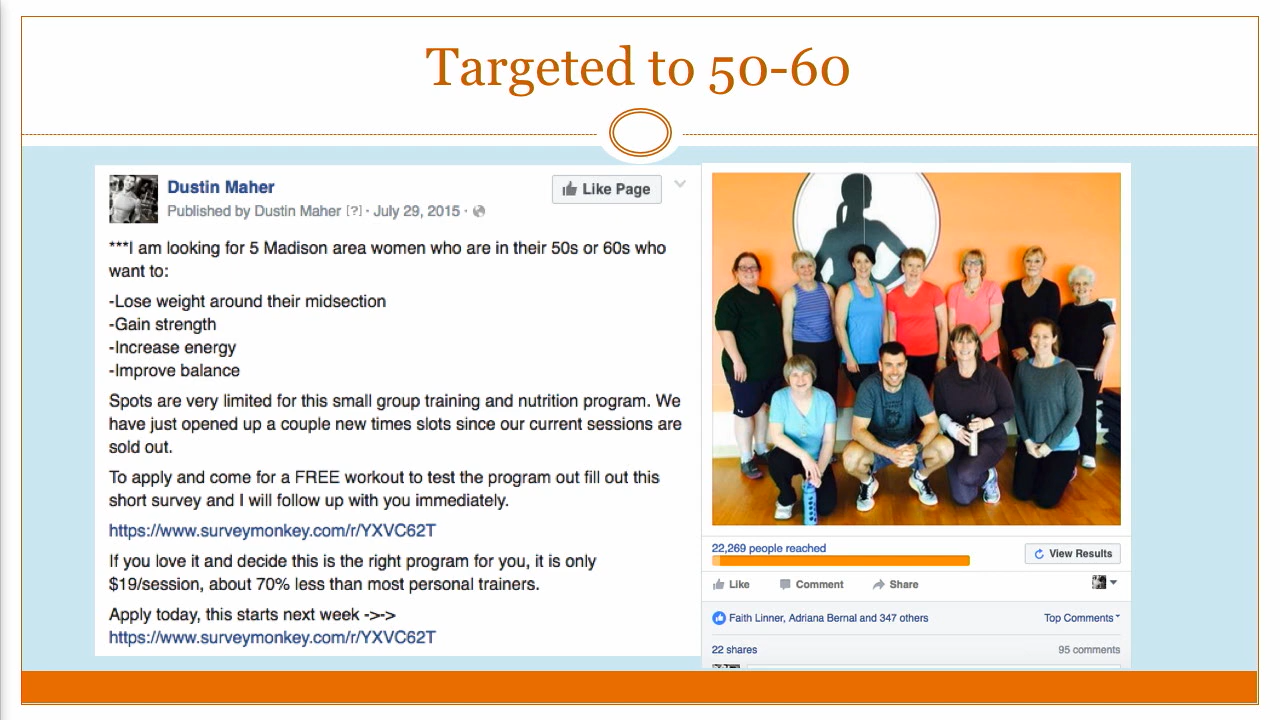 Targeted to 50-60
Dustin Maher
Like Page
Published by Dustin Maher [?] · July 29, 2015 ·
***I am looking for 5 Madison area women who are in their 50s or 60s who
want to:
-Lose weight around their midsection
-Gain strength
-Increase energy
-Improve balance
Spots are very limited for this small group training and nutrition program. We
have just opened up a couple new times slots since our current sessions are
sold out.
To apply and come for a FREE workout to test the program out fill out this
short survey and I will follow up with you immediately.
https://www.surveymonkey.com/r/YXVC62T
If you love it and decide this is the right program for you, it is only
$19/session, about 70% less than most personal trainers.
Apply today, this starts next week ->->
https://www.surveymonkey.com/r/YXVC62T
22,269 people reached
View Results
Like Comment Share
Faith Linner, Adriana Bernal and 347 others
Top Comments
22 shares
95 comments